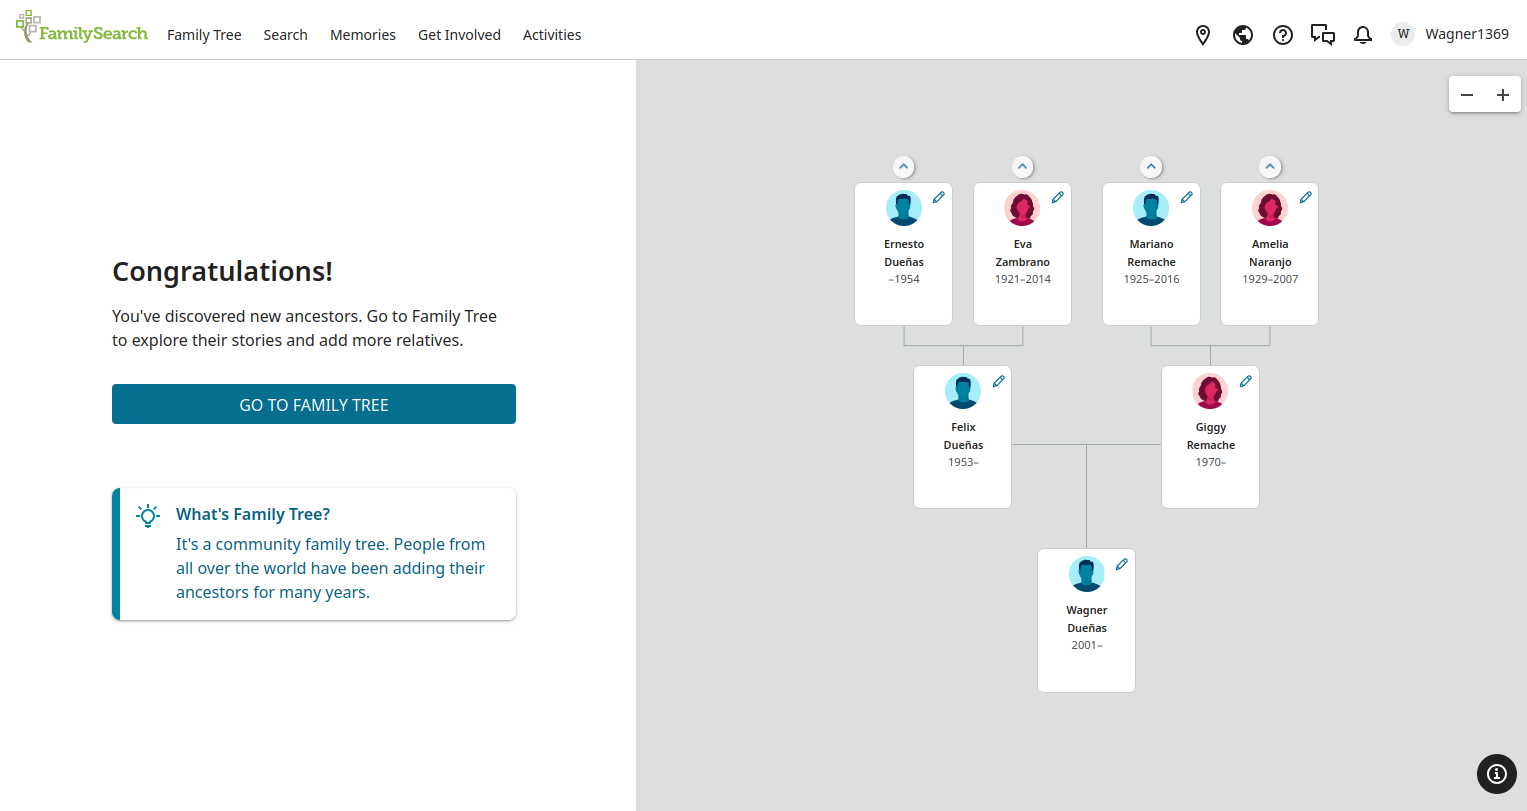 FamilySearch
Family Tree
Search
Memories
Get Involved
Activities
W
Wagner1369
Congratulations!
You've discovered new ancestors. Go to Family Tree
to explore their stories and add more relatives.
GO TO FAMILY TREE
What's Family Tree?
It's a community family tree. People from
all over the world have been adding their
ancestors for many years.
Ernesto
Dueñas
–1954
Eva
Zambrano
1921–2014
Mariano
Remache
1925–2016
Amelia
Naranjo
1929–2007
Felix
Dueñas
1953–
Giggy
Remache
1970–
Wagner
Dueñas
2001–